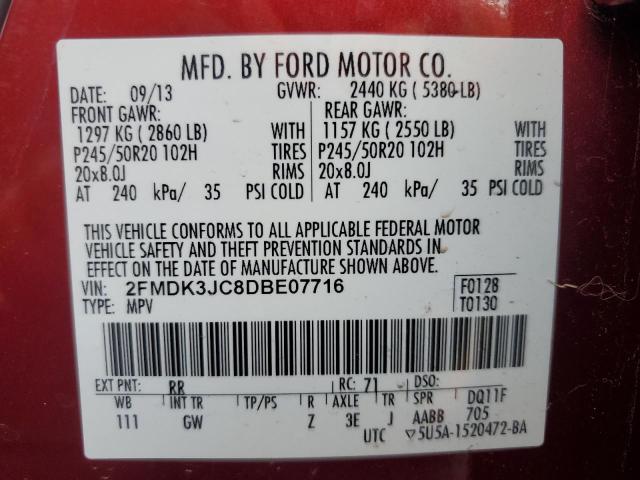 MFD. BY FORD MOTOR CO.
DATE: 09/13 GVWR: 2440 KG ( 5380 LB)
FRONT GAWR: REAR GAWR:
1297 KG ( 2860 LB) WITH 1157 KG ( 2550 LB) WITH
P245/50R20 102H TIRES P245/50R20 102H TIRES
20x8.0J RIMS 20x8.0J RIMS
AT 240 kPa/ 35 PSI COLD AT 240 kPa/ 35 PSI COLD
THIS VEHICLE CONFORMS TO ALL APPLICABLE FEDERAL MOTOR
VEHICLE SAFETY AND THEFT PREVENTION STANDARDS IN
EFFECT ON THE DATE OF MANUFACTURE SHOWN ABOVE.
VIN: 2FMDK3JC8DBE07716 F0128
TYPE: MPV T0130
EXT PNT: RR RC: 71 DSO:
WB INT TR TP/PS R AXLE TR SPR DQ11F
111 GW Z 3E J AABB 705
UTC ▽5U5A-1520472-BA